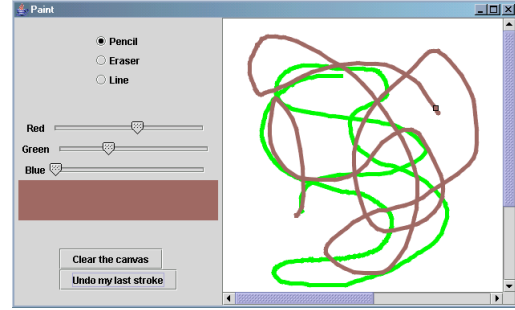 Paint
Pencil
Eraser
Line
Red
Green
Blue
Clear the canvas
Undo my last stroke